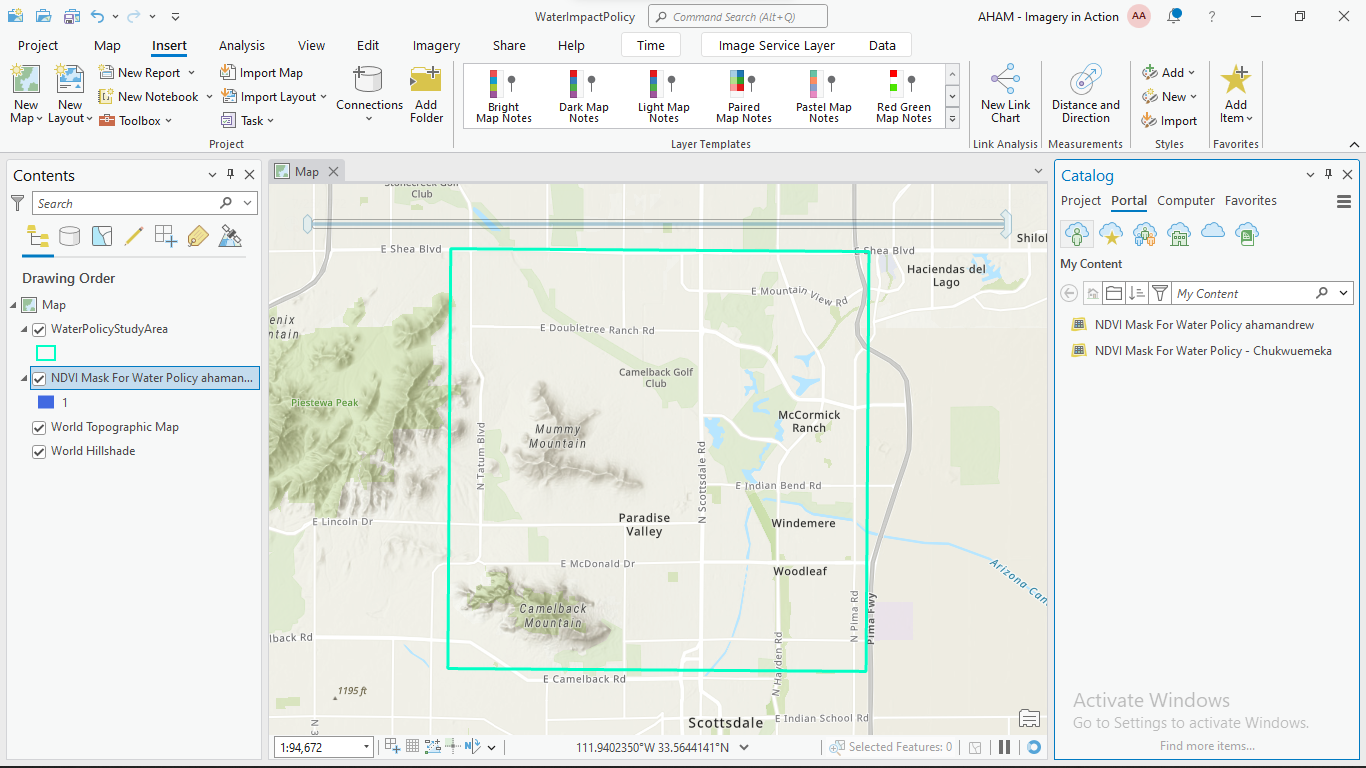 WaterImpactPolicy
Command Search (Alt+Q)
AHAM - Imagery in Action
AA
?
Project
Map
Insert
Analysis
View
Edit
Imagery
Share
Help
Time
Image Service Layer
Data
New Map
New Layout
New Report
New Notebook
Toolbox
Import Map
Import Layout
Task
Connections
Add Folder
Project
Bright Map Notes
Dark Map Notes
Light Map Notes
Paired Map Notes
Pastel Map Notes
Red Green Map Notes
Layer Templates
New Link Chart
Link Analysis
Distance and Direction
Measurements
Add
New
Import
Styles
Add Item
Favorites
Contents
Search
Drawing Order
Map
WaterPolicyStudyArea
NDVI Mask For Water Policy ahaman...
1
World Topographic Map
World Hillshade
Map
Stonecreek Golf
Club
E Shea Blvd
E Shea Blvd
Shiloh
Haciendas del
Lago
E Mountain View Rd
enix
ntain
E Doubletree Ranch Rd
Camelback Golf
Club
Piestewa Peak
McCormick
Ranch
Mummy
Mountain
N Tatum Blvd
N Scottsdale Rd
E Indian Bend Rd
E Lincoln Dr
Paradise
Valley
Windemere
E McDonald Dr
Woodleaf
Arizona Can
Camelback
Mountain
N Pima Rd
Pima Fwy
lback Rd
N Hayden Rd
E Camelback Rd
1195 ft
N 3
Scottsdale
E Indian School Rd
1:94,672
111.9402350°W 33.5644141°N
Selected Features: 0
Catalog
Project
Portal
Computer
Favorites
My Content
My Content
NDVI Mask For Water Policy ahamandrew
NDVI Mask For Water Policy - Chukwuemeka
Activate Windows
Go to Settings to activate Windows.
Find more items...